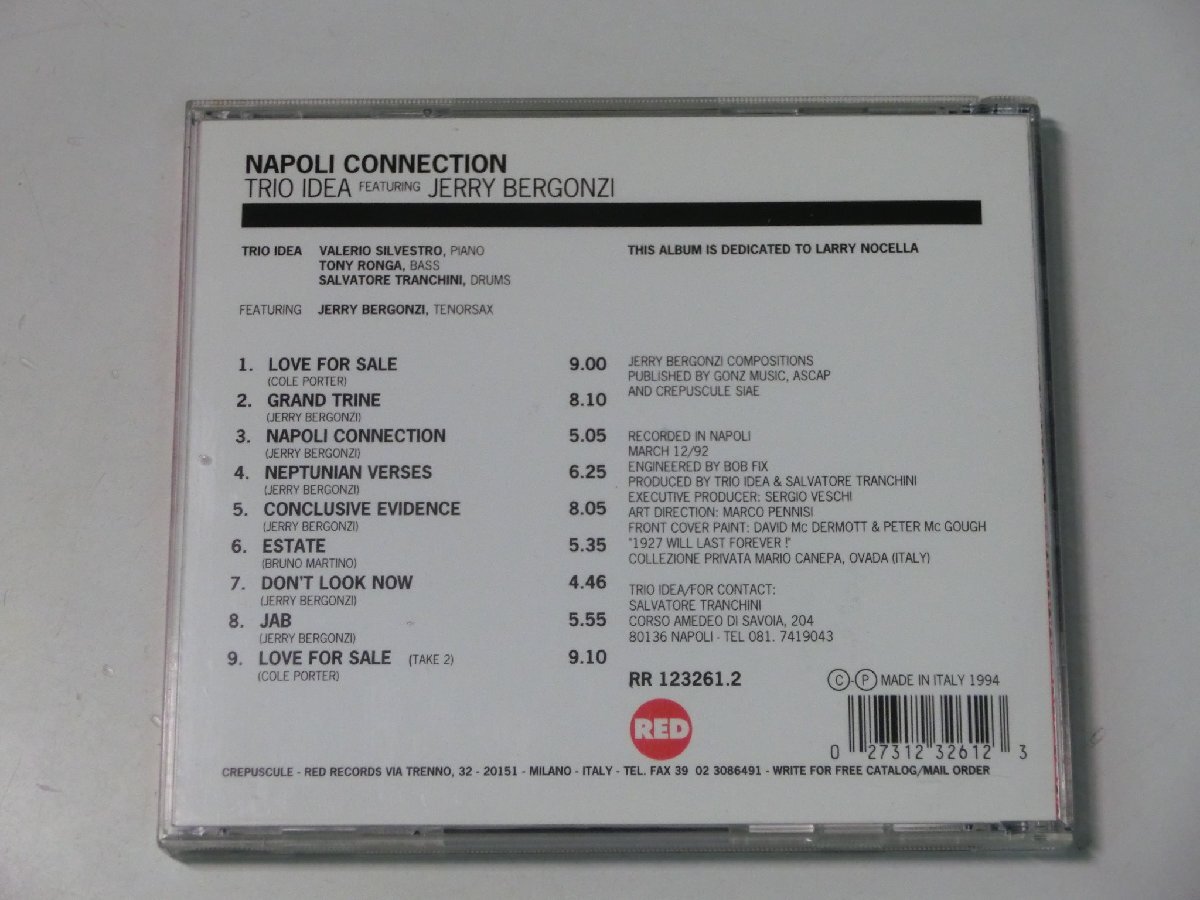 NAPOLI CONNECTION
TRIO IDEA FEATURING JERRY BERGONZI
TRIO IDEA VALERIO SILVESTRO, PIANO
TONY RONGA, BASS
SALVATORE TRANCHINI, DRUMS
FEATURING JERRY BERGONZI, TENORSAX
THIS ALBUM IS DEDICATED TO LARRY NOCELLA
1. LOVE FOR SALE 9.00
(COLE PORTER)
2. GRAND TRINE 8.10
(JERRY BERGONZI)
3. NAPOLI CONNECTION 5.05
(JERRY BERGONZI)
4. NEPTUNIAN VERSES 6.25
(JERRY BERGONZI)
5. CONCLUSIVE EVIDENCE 8.05
(JERRY BERGONZI)
6. ESTATE 5.35
(BRUNO MARTINO)
7. DON'T LOOK NOW 4.46
(JERRY BERGONZI)
8. JAB 5.55
(JERRY BERGONZI)
9. LOVE FOR SALE (TAKE 2) 9.10
(COLE PORTER)
JERRY BERGONZI COMPOSITIONS
PUBLISHED BY GONZ MUSIC, ASCAP
AND CREPUSCULE SIAE
RECORDED IN NAPOLI
MARCH 12/92
ENGINEERED BY BOB FIX
PRODUCED BY TRIO IDEA & SALVATORE TRANCHINI
EXECUTIVE PRODUCER: SERGIO VESCHI
ART DIRECTION: MARCO PENNISI
FRONT COVER PAINT: DAVID Mc DERMOTT & PETER Mc GOUGH
"1927 WILL LAST FOREVER !"
COLLEZIONE PRIVATA MARIO CANEPA, OVADA (ITALY)
TRIO IDEA/FOR CONTACT:
SALVATORE TRANCHINI
CORSO AMEDEO DI SAVOIA, 204
80136 NAPOLI - TEL 081. 7419043
RR 123261.2
Ⓒ-Ⓟ MADE IN ITALY 1994
RED
0 27312 32612 3
CREPUSCULE - RED RECORDS VIA TRENNO, 32 - 20151 - MILANO - ITALY - TEL. FAX 39 02 3086491 - WRITE FOR FREE CATALOG/MAIL ORDER